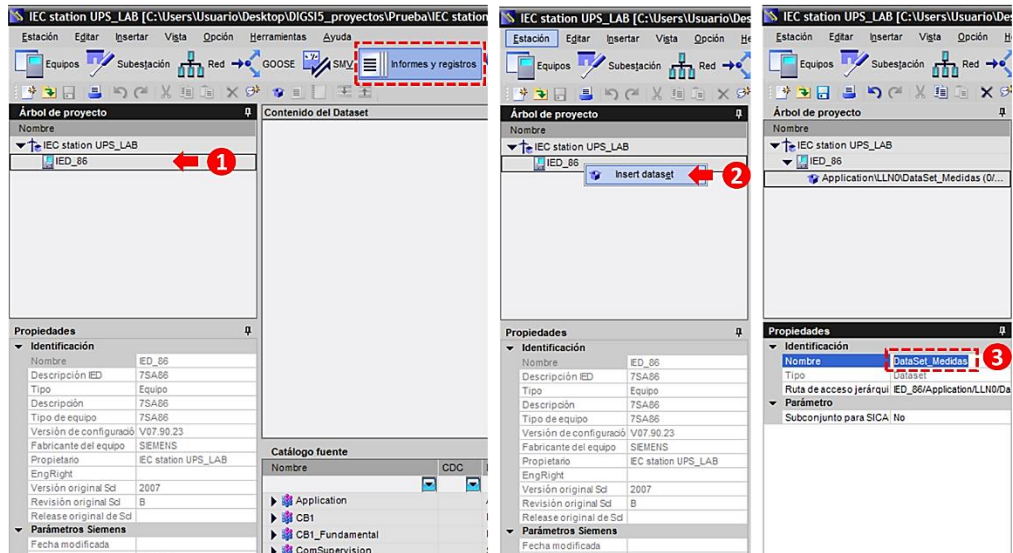 IEC station UPS_LAB [C:\Users\Usuario\Desktop\DIGSI5_proyectos\Prueba\IEC station
Estación Editar Insertar Vista Opción Herramientas Ayuda
Equipos Subestación Red GOOSE SMV Informes y registros
Árbol de proyecto
Nombre
IEC station UPS_LAB
IED_86
1
Contenido del Dataset
Propiedades
Identificación
Nombre IED_86
Descripción IED 7SA86
Tipo Equipo
Descripción 7SA86
Tipo de equipo 7SA86
Versión de configuració V07.90.23
Fabricante del equipo SIEMENS
Propietario IEC station UPS_LAB
EngRight
Versión original Scl 2007
Revisión original Scl B
Release original de Scl
Parámetros Siemens
Fecha modificada
Catálogo fuente
Nombre CDC
Application
CB1
CB1_Fundamental
ComSupervision
IEC station UPS_LAB [C:\Users\Usuario\Des
Estación Editar Insertar Vista Opción He
Equipos Subestación Red
Árbol de proyecto
Nombre
IEC station UPS_LAB
IED_86
Insert dataset
2
Propiedades
Identificación
Nombre IED_86
Descripción IED 7SA86
Tipo Equipo
Descripción 7SA86
Tipo de equipo 7SA86
Versión de configuració V07.90.23
Fabricante del equipo SIEMENS
Propietario IEC station UPS_LAB
EngRight
Versión original Scl 2007
Revisión original Scl B
Release original de Scl
Parámetros Siemens
Fecha modificada
IEC station UPS_LAB [C:\Users\Usuario\Des
Estación Editar Insertar Vista Opción H
Equipos Subestación Red
Árbol de proyecto
Nombre
IEC station UPS_LAB
IED_86
Application\LLN0\DataSet_Medidas (0/...
Propiedades
Identificación
Nombre DataSet_Medidas
3
Tipo Dataset
Ruta de acceso jerárqui IED_86/Application/LLN0/Da
Parámetro
Subconjunto para SICA No